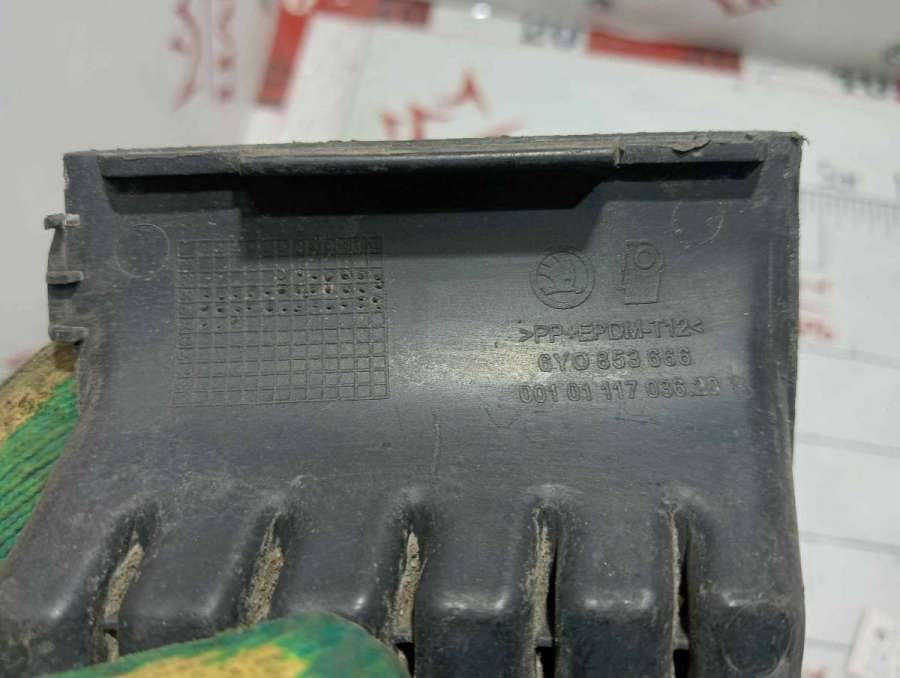 >PP+EPDM-T12<
6Y0 853 666
001 01 117 036.20